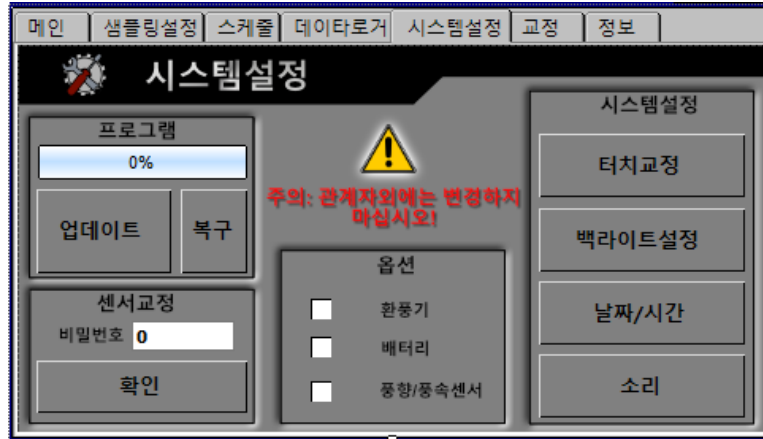 메인 샘플링설정 스케줄 데이타로거 시스템설정 교정 정보
시스템설정
프로그램
0%
업데이트 복구
센서교정
비밀번호 0
확인
주의: 관계자외에는 변경하지
마십시오!
옵션
환풍기
배터리
풍향/풍속센서
시스템설정
터치교정
백라이트설정
날짜/시간
소리